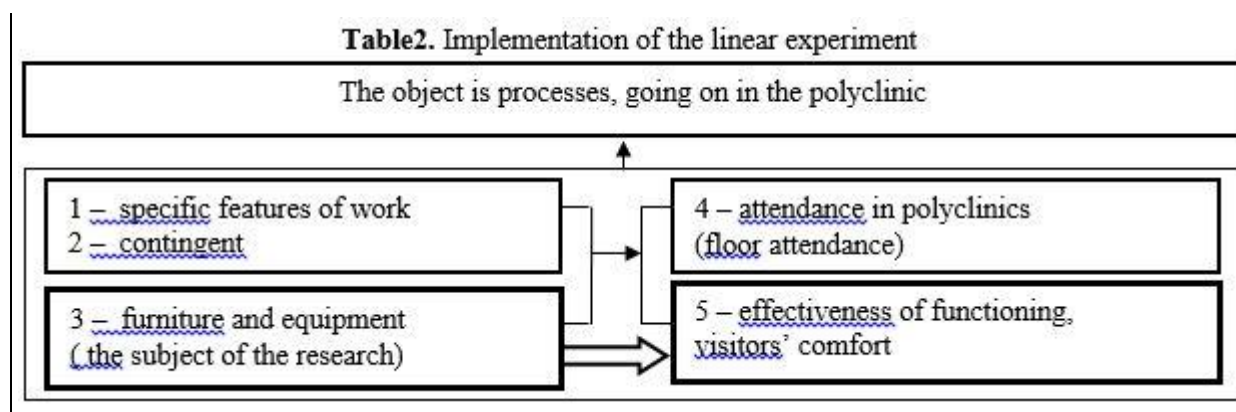 Table2. Implementation of the linear experiment
The object is processes, going on in the polyclinic
1 – specific features of work
2 – contingent
3 – furniture and equipment
( the subject of the research)
4 – attendance in polyclinics
(floor attendance)
5 – effectiveness of functioning,
visitors’ comfort